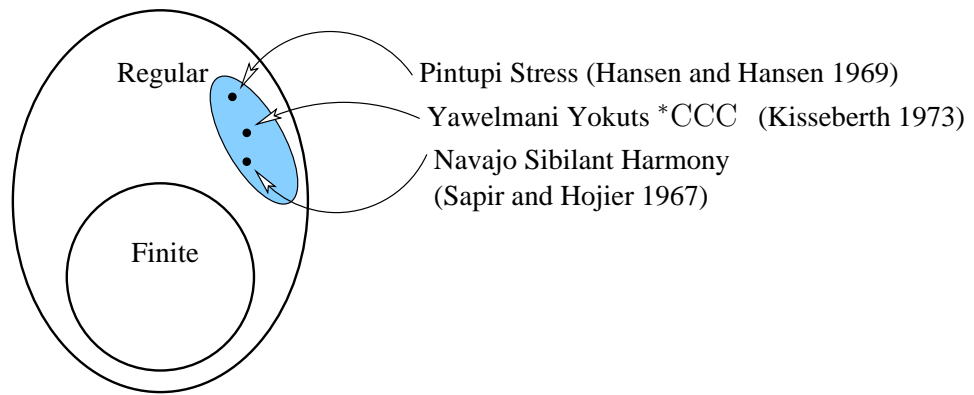 Regular
Pintupi Stress (Hansen and Hansen 1969)
Yawelmani Yokuts *CCC (Kisseberth 1973)
Navajo Sibilant Harmony
(Sapir and Hojier 1967)
Finite